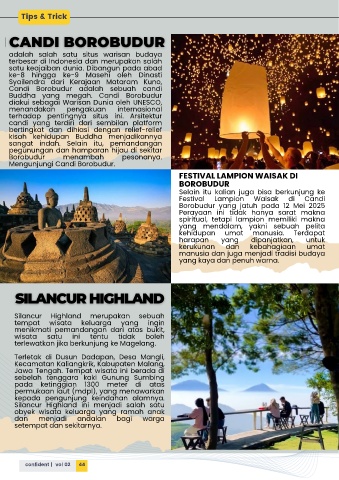 Tips & Trick
CANDI BOROBUDUR
adalah salah satu situs warisan budaya
terbesar di Indonesia dan merupakan salah
satu keajaiban dunia. Dibangun pada abad
ke-8 hingga ke-9 Masehi oleh Dinasti
Syailendra dari Kerajaan Mataram Kuno,
Candi Borobudur adalah sebuah candi
Buddha yang megah. Candi Borobudur
diakui sebagai Warisan Dunia oleh UNESCO,
menandakan pengakuan internasional
terhadap pentingnya situs ini. Arsitektur
candi yang terdiri dari sembilan platform
bertingkat dan dihiasi dengan relief-relief
kisah kehidupan Buddha menjadikannya
sangat indah. Selain itu, pemandangan
pegunungan dan hamparan hijau di sekitar
Borobudur menambah pesonanya.
Mengunjungi Candi Borobudur.
FESTIVAL LAMPION WAISAK DI
BOROBUDUR
Selain itu kalian juga bisa berkunjung ke
Festival Lampion Waisak di Candi
Borobudur yang jatuh pada 12 Mei 2025
Perayaan ini tidak hanya sarat makna
spiritual, tetapi lampion memiliki makna
yang mendalam, yakni sebuah pelita
kehidupan umat manusia. Terdapat
harapan yang dipanjatkan, untuk
kerukunan dan kebahagiaan umat
manusia dan juga menjadi tradisi budaya
yang kaya dan penuh warna.
SILANCUR HIGHLAND
Silancur Highland merupakan sebuah
tempat wisata keluarga yang ingin
menikmati pemandangan dari atas bukit,
wisata satu ini tentu tidak boleh
terlewatkan jika berkunjung ke Magelang.
Terletak di Dusun Dadapan, Desa Mangli,
Kecamatan Kaliangkrik, Kabupaten Malang,
Jawa Tengah. Tempat wisata ini berada di
sebelah tenggara kaki Gunung Sumbing
pada ketinggian 1300 meter di atas
permukaan laut (mdpl), yang menawarkan
kepada pengunjung keindahan alamnya.
Silancur Highland ini menjadi salah satu
obyek wisata keluarga yang ramah anak
dan menjadi andalan bagi warga
setempat dan sekitarnya.
confident | vol 02